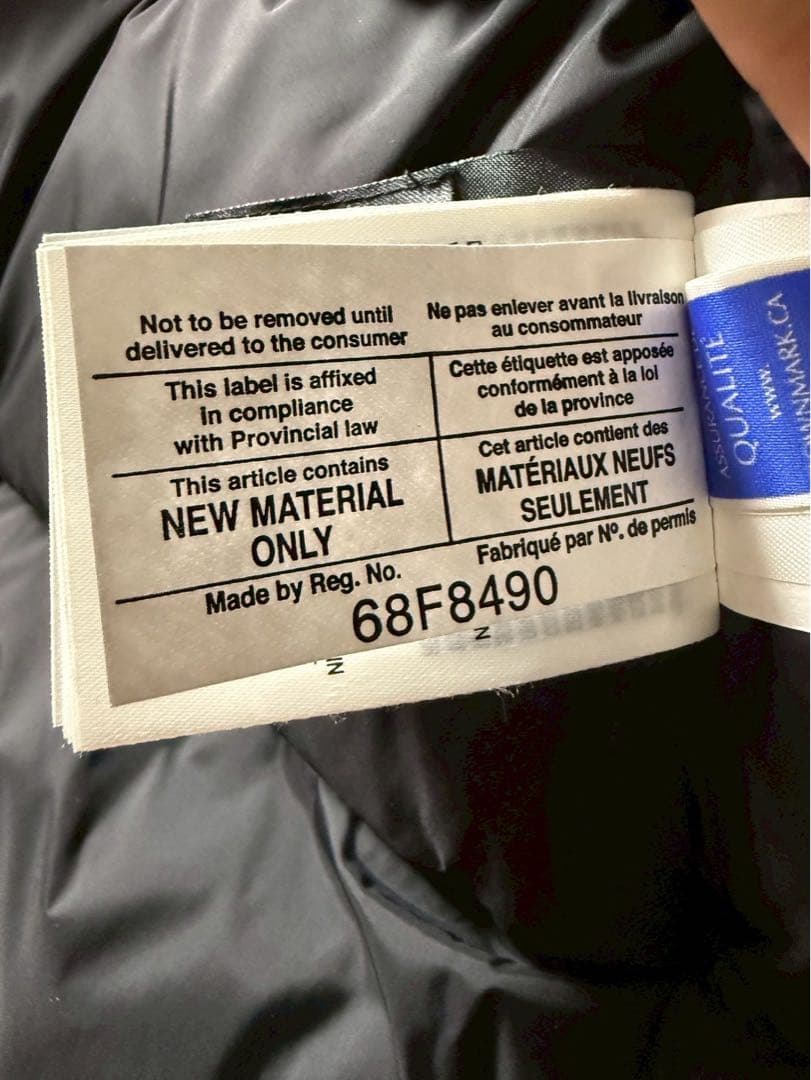 Not to be removed until
delivered to the consumer
Ne pas enlever avant la livraison
au consommateur
This label is affixed
in compliance
with Provincial law
Cette étiquette est apposée
conformément à la loi
de la province
This article contains
NEW MATERIAL
ONLY
Cet article contient des
MATÉRIAUX NEUFS
SEULEMENT
Made by Reg. No.
Fabriqué par Nº. de permis
68F8490
QUALITÉ
www.